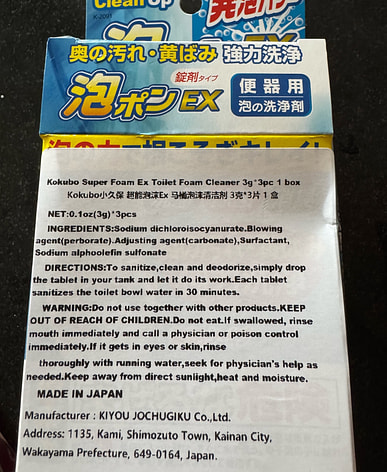 Clean Up
K-2091
泡
発泡パワー
EX
奥の汚れ・黄ばみ 強力洗浄
泡ポンEX
錠剤タイプ
便器用
泡の洗浄剤
Kokubo Super Foam Ex Toilet Foam Cleaner 3g*3pc 1 box
Kokubo小久保 超能泡沫Ex 马桶泡沫清洁剂 3克*3片 1 盒
NET:0.1oz(3g)*3pcs
INGREDIENTS:Sodium dichloroisocyanurate.Blowing
agent(perborate).Adjusting agent(carbonate),Surfactant,
Sodium alphoolefin sulfonate
DIRECTIONS:To sanitize,clean and deodorize,simply drop
the tablet in your tank and let it do its work.Each tablet
sanitizes the toilet bowl water in 30 minutes.
WARNING:Do not use together with other products.KEEP
OUT OF REACH OF CHILDREN.Do not eat.If swallowed, rinse
mouth immediately and call a physician or poison control
immediately.If it gets in eyes or skin,rinse
thoroughly with running water,seek for physician's help as
needed.Keep away from direct sunlight,heat and moisture.
MADE IN JAPAN
Manufacturer : KIYOU JOCHUGIKU Co.,Ltd.
Address: 1135, Kami, Shimozuto Town, Kainan City,
Wakayama Prefecture, 649-0164, Japan.